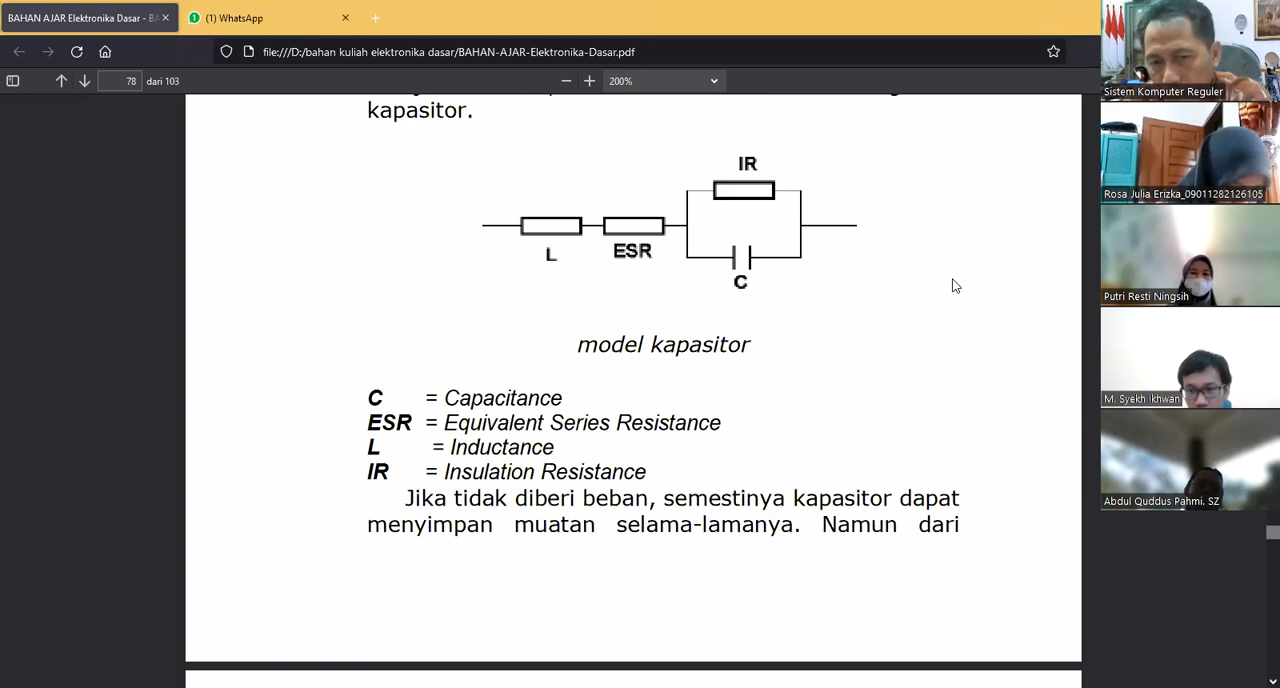 BAHAN AJAR Elektronika Dasar - BA
(1) WhatsApp
file:///D:/bahan kuliah elektronika dasar/BAHAN-AJAR-Elektronika-Dasar.pdf
78 dari 103
200%
kapasitor.
IR
L
ESR
C
model kapasitor
C = Capacitance
ESR = Equivalent Series Resistance
L = Inductance
IR = Insulation Resistance
Jika tidak diberi beban, semestinya kapasitor dapat
menyimpan muatan selama-lamanya. Namun dari
Sistem Komputer Reguler
Rosa Julia Erizka_09011282126105
Putri Resti Ningsih
M. Syekh Ikhwan
Abdul Quddus Pahmi. SZ